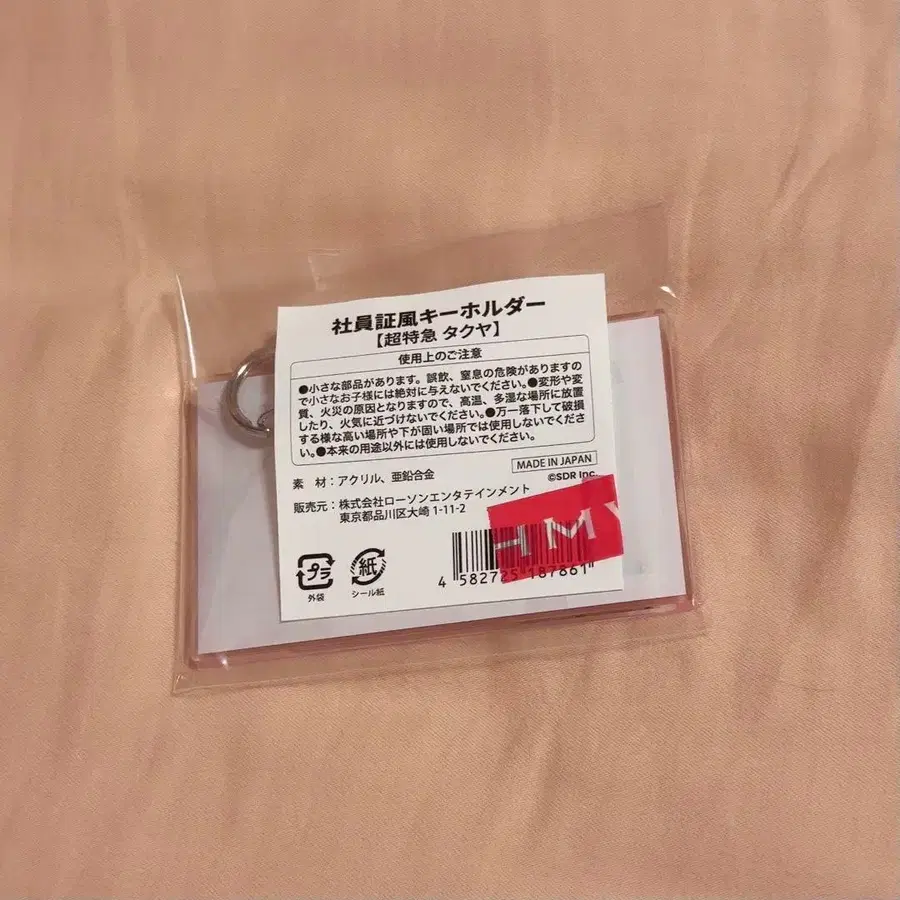 社員証風キーホルダー
【超特急 タクヤ】
使用上のご注意
●小さな部品があります。誤飲、窒息の危険がありますの
で小さなお子様には絶対に与えないでください。●変形や変
質、火災の原因となりますので、高温、多湿な場所に放置
したり、火気に近づけないでください。●万一落下して破損
する様な高い場所や下が固い場所では使用しないでくださ
い。●本来の用途以外には使用しないでください。
MADE IN JAPAN
©SDR Inc.
素 材：アクリル、亜鉛合金
販売元：株式会社ローソンエンタテインメント
東京都品川区大崎 1-11-2
HMV
プラ
外袋
紙
シール紙
4 582725 187861